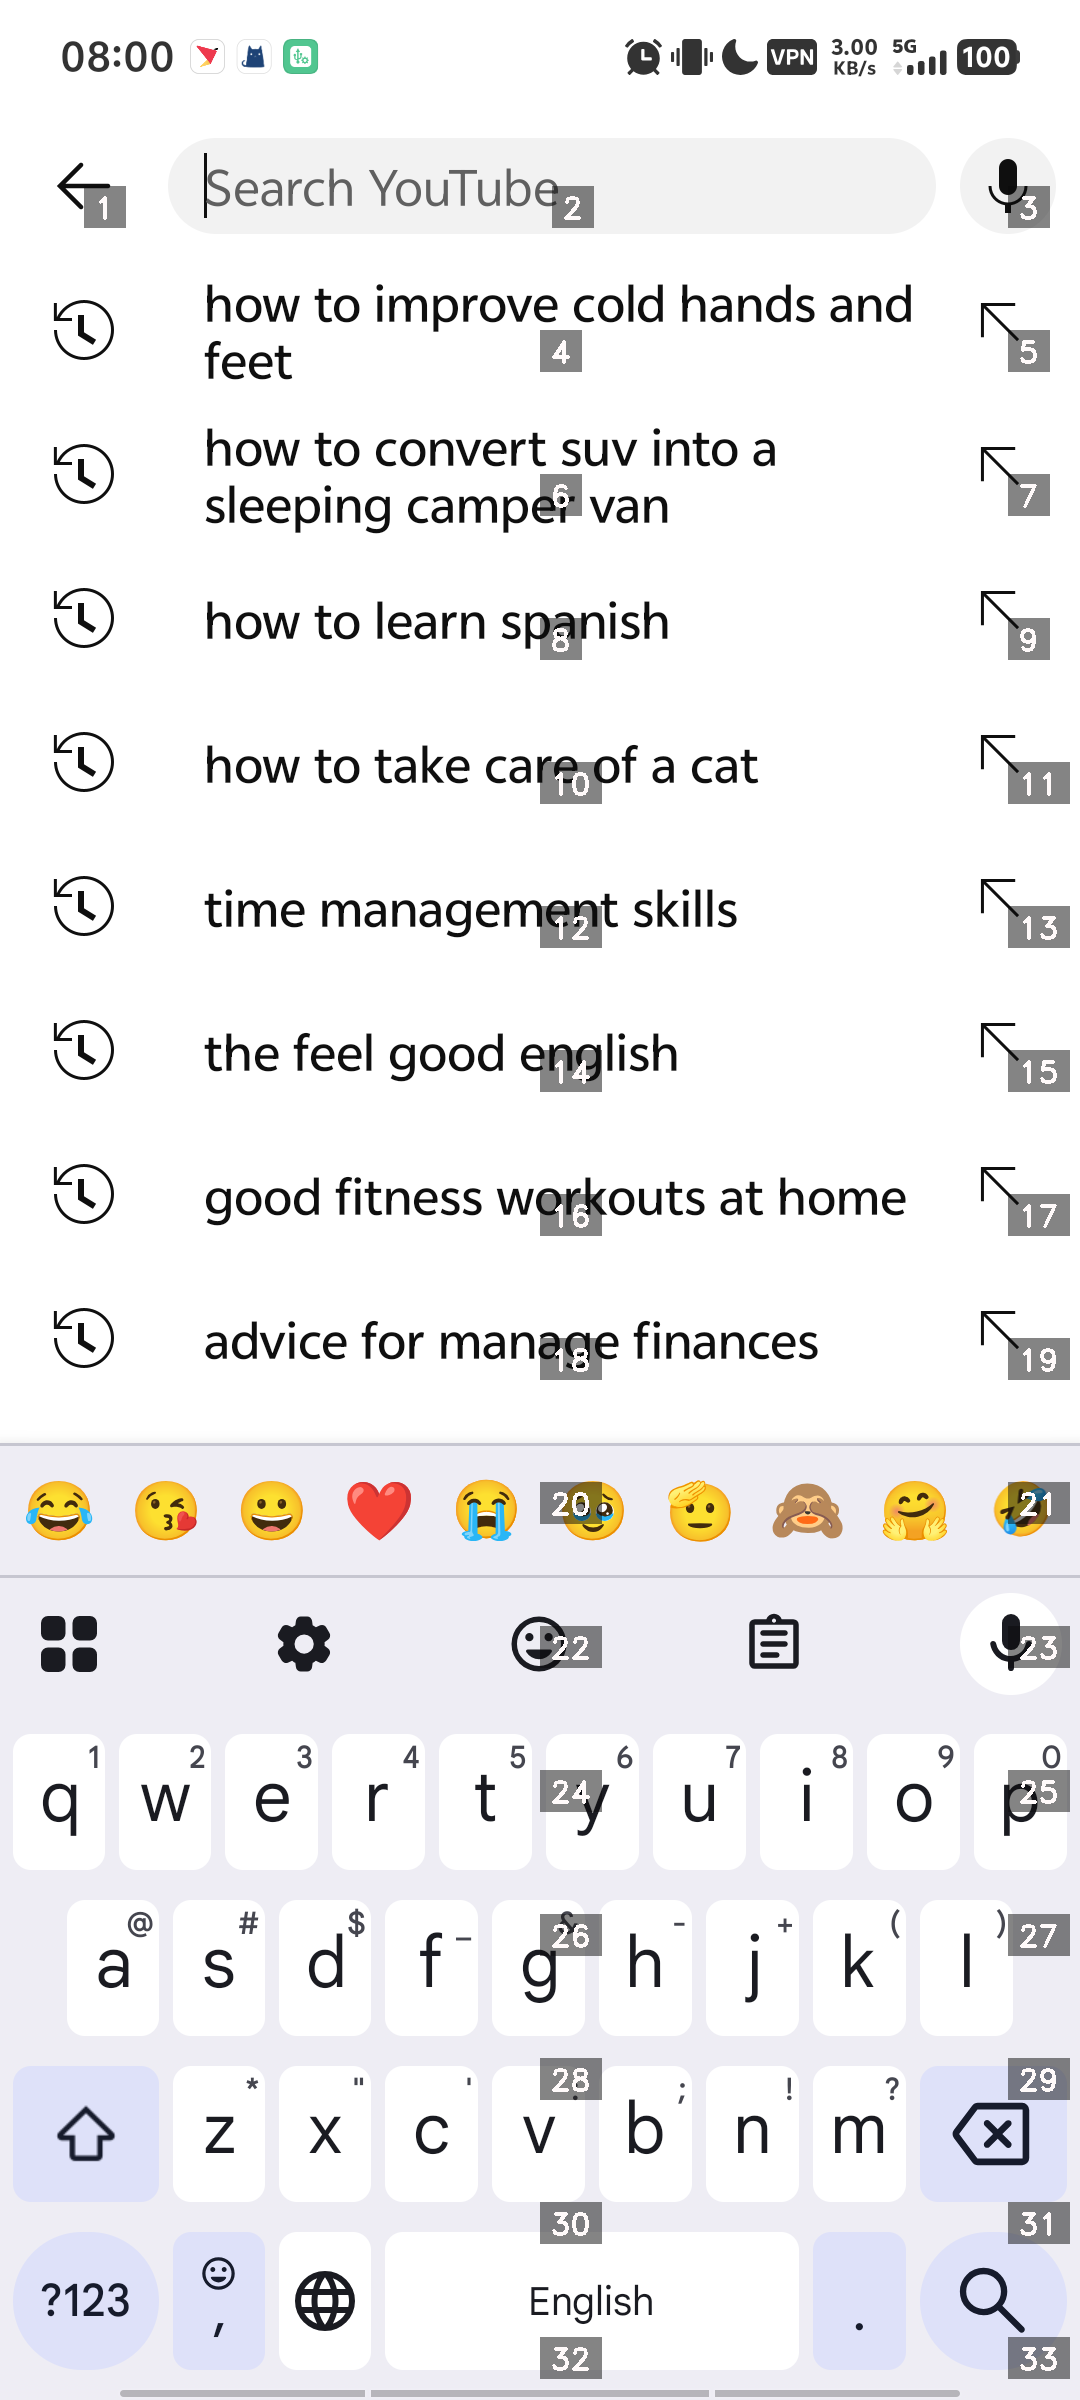 08:00 VPN 3.00 KB/s 5G 100
Search YouTube
1 2 3
how to improve cold hands and
feet
4 5
how to convert suv into a
sleeping camper van
6 7
how to learn spanish
8 9
how to take care of a cat
10 11
time management skills
12 13
the feel good english
14 15
good fitness workouts at home
16 17
advice for manage finances
18 19
20 21
22 23
1 2 3 4 5 6 7 8 9 0
q w e r t y u i o p
24 25
@ # $ _ & - + ( )
a s d f g h j k l
26 27
* " ' : ; ! ?
z x c v b n m
28 29
30 31
?123 , English .
32 33